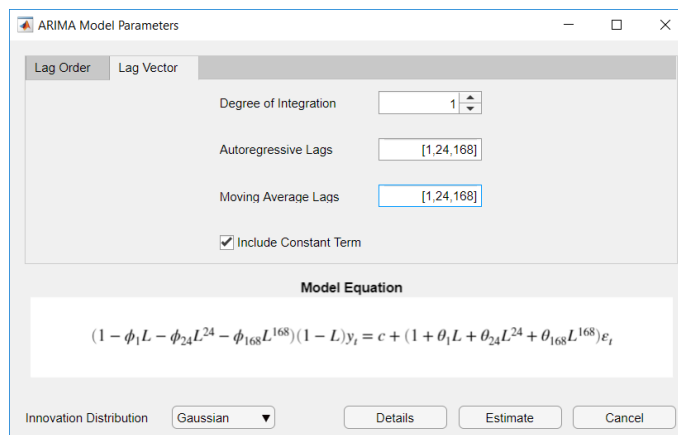 ARIMA Model Parameters
Lag Order Lag Vector
Degree of Integration 1
Autoregressive Lags [1,24,168]
Moving Average Lags [1,24,168]
Include Constant Term
Model Equation
(1 − ϕ₁L − ϕ₂₄L²⁴ − ϕ₁₆₈L¹⁶⁸)(1 − L)yₜ = c + (1 + θ₁L + θ₂₄L²⁴ + θ₁₆₈L¹⁶⁸)εₜ
Innovation Distribution Gaussian Details Estimate Cancel